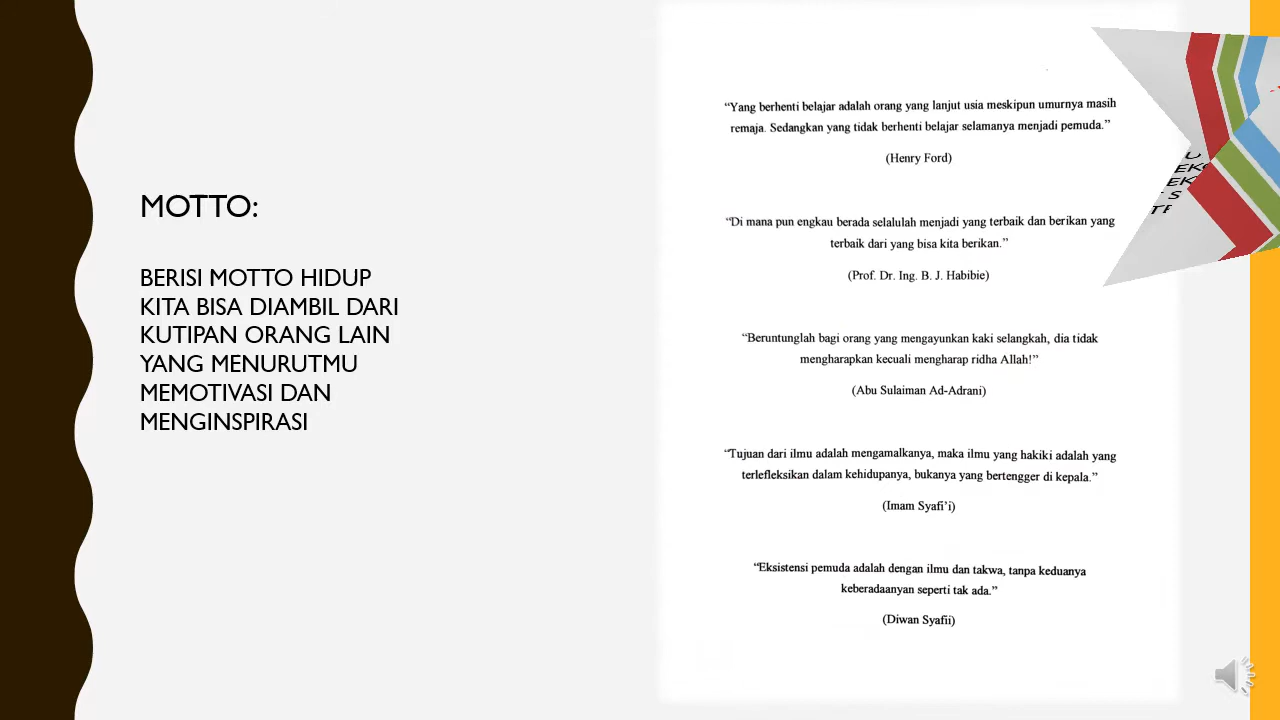 MOTTO:
BERISI MOTTO HIDUP
KITA BISA DIAMBIL DARI
KUTIPAN ORANG LAIN
YANG MENURUTMU
MEMOTIVASI DAN
MENGINSPIRASI
“Yang berhenti belajar adalah orang yang lanjut usia meskipun umurnya masih
remaja. Sedangkan yang tidak berhenti belajar selamanya menjadi pemuda.”
(Henry Ford)
“Di mana pun engkau berada selalulah menjadi yang terbaik dan berikan yang
terbaik dari yang bisa kita berikan.”
(Prof. Dr. Ing. B. J. Habibie)
“Beruntunglah bagi orang yang mengayunkan kaki selangkah, dia tidak
mengharapkan kecuali mengharap ridha Allah!”
(Abu Sulaiman Ad-Adrani)
“Tujuan dari ilmu adalah mengamalkanya, maka ilmu yang hakiki adalah yang
terlefleksikan dalam kehidupanya, bukanya yang bertengger di kepala.”
(Imam Syafi’i)
“Eksistensi pemuda adalah dengan ilmu dan takwa, tanpa keduanya
keberadaanyan seperti tak ada.”
(Diwan Syafii)